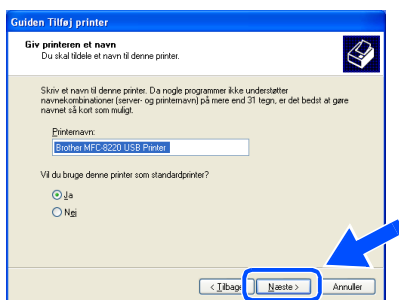 Guiden Tilføj printer
Giv printeren et navn
Du skal tildele et navn til denne printer.
Skriv et navn til denne printer. Da nogle programmer ikke understøtter
navnekombinationer (server- og printernavn) på mere end 31 tegn, er det bedst at gøre
navnet så kort som muligt.
Printernavn:
Brother MFC-8220 USB Printer
Vil du bruge denne printer som standardprinter?
Ja
Nej
< Tilbage Næste > Annuller